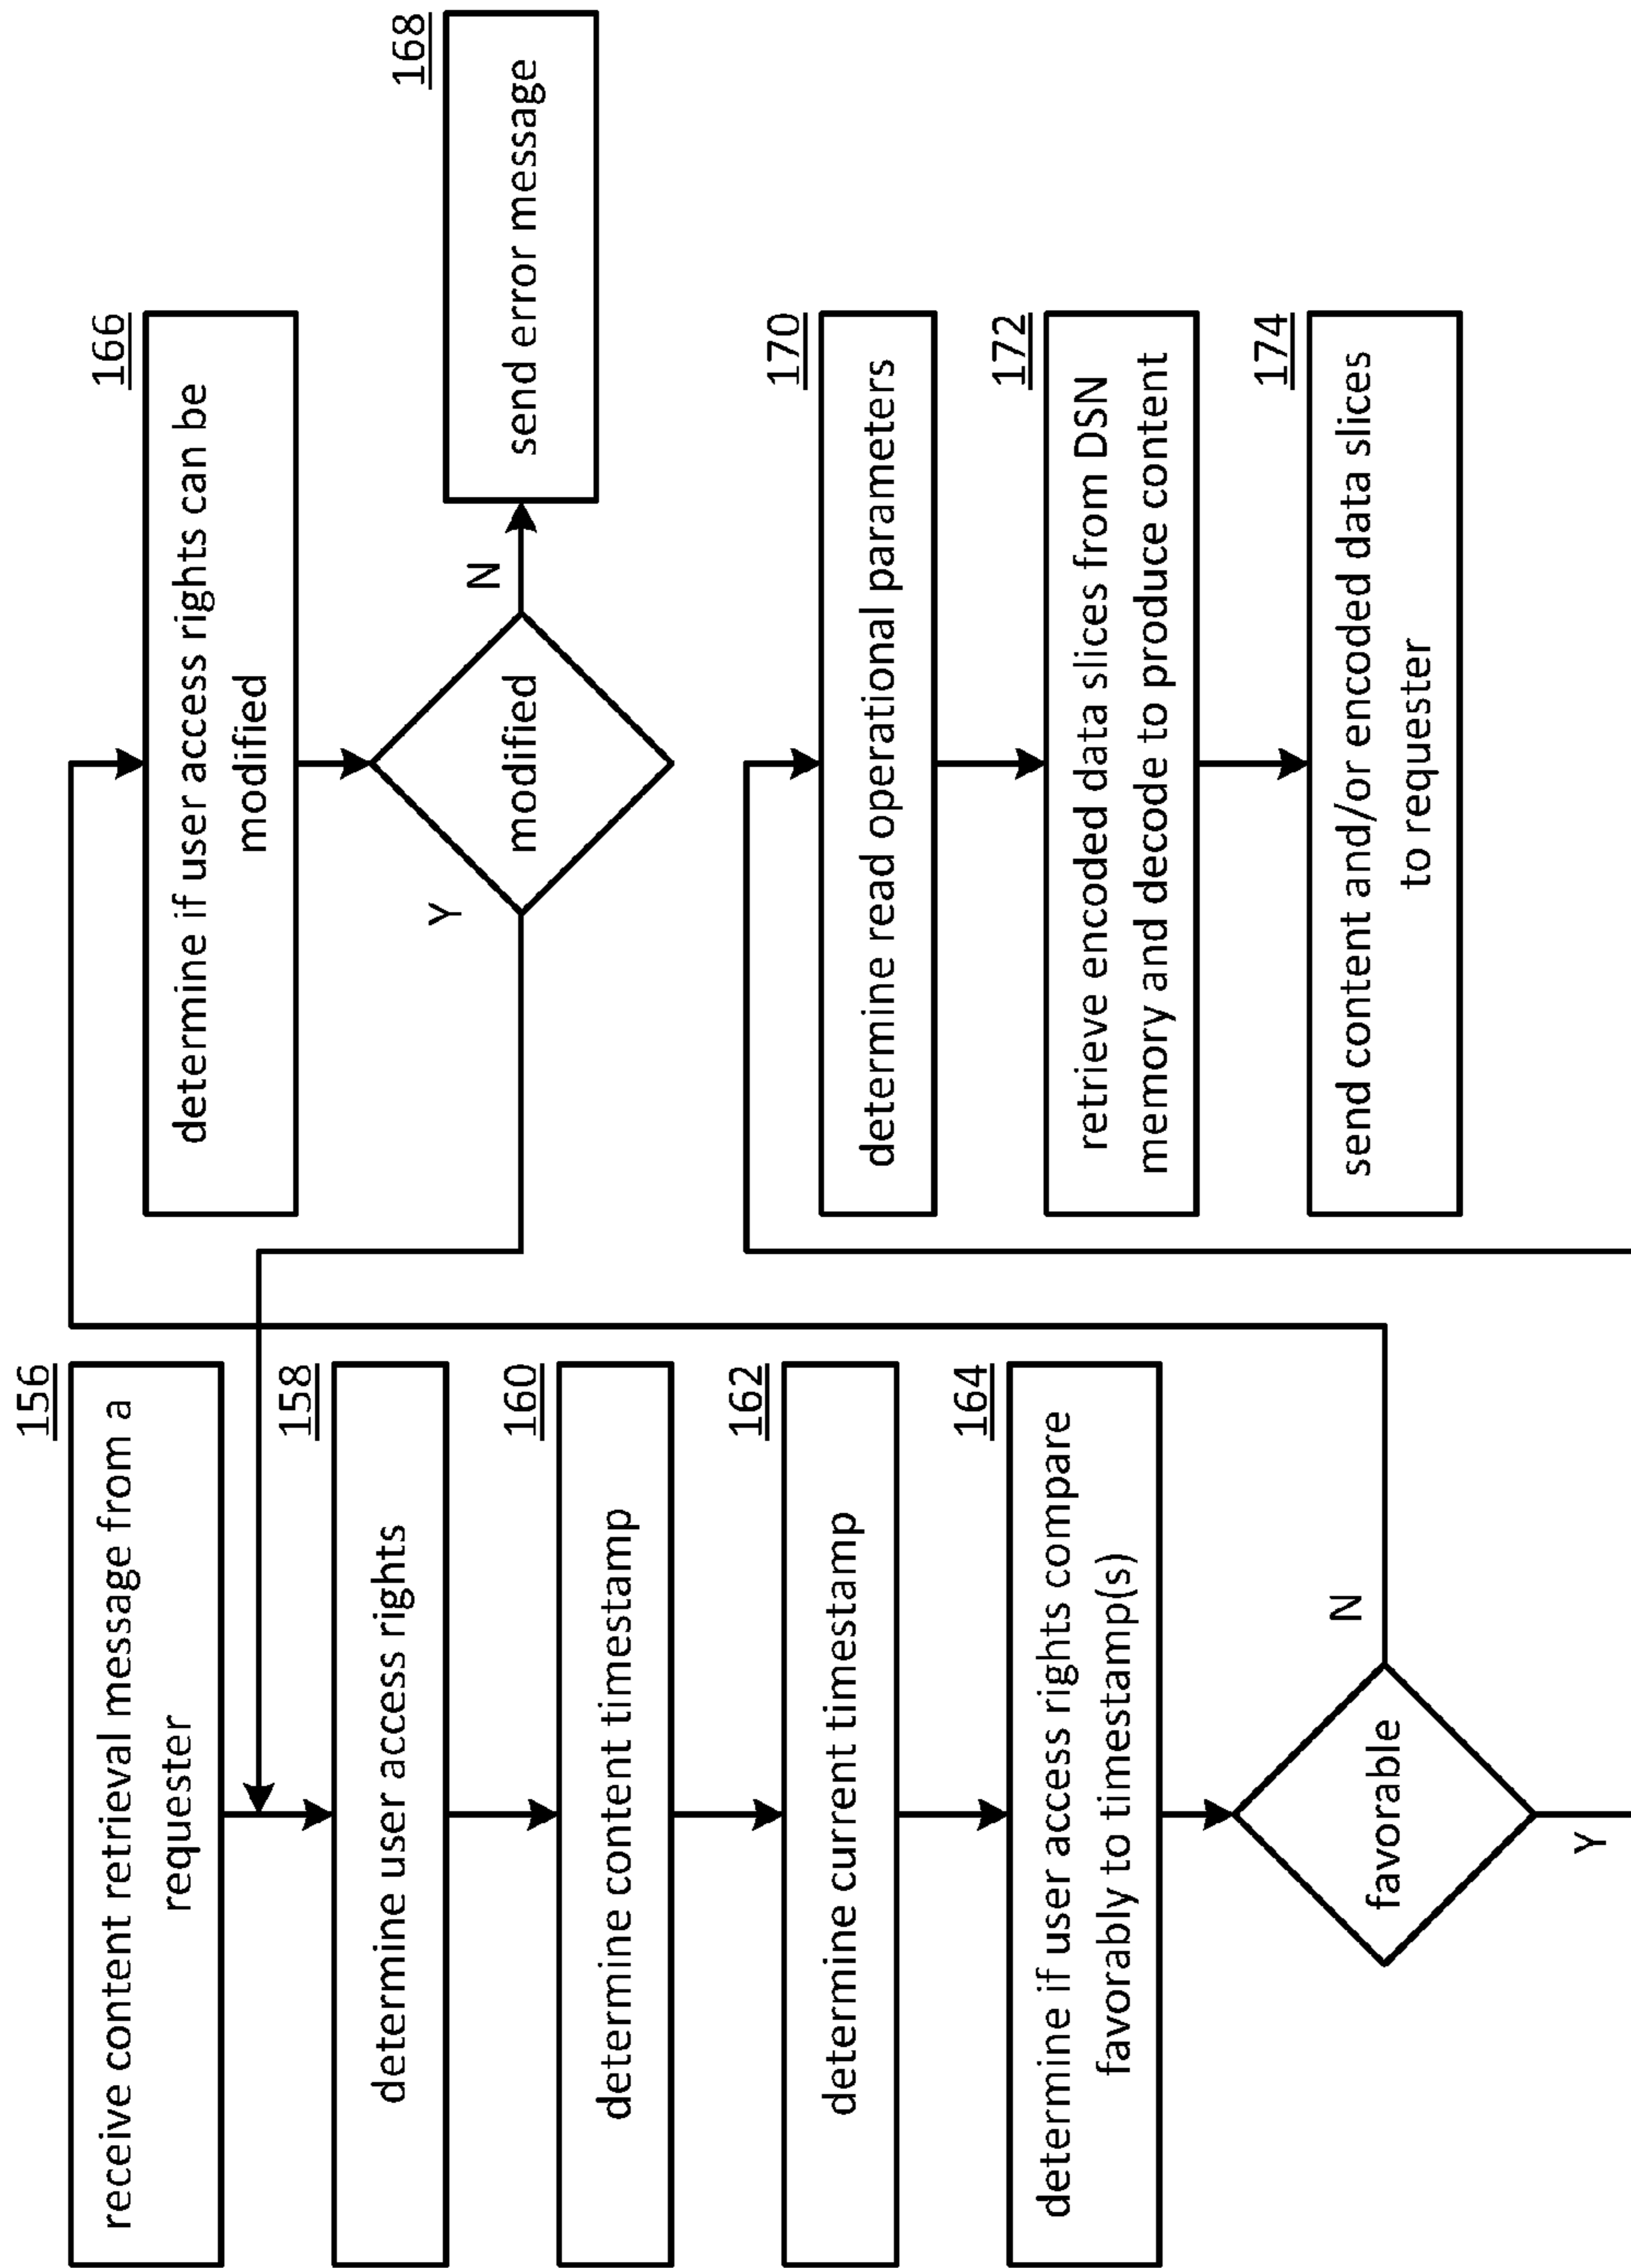 156
receive content retrieval message from a
requester
158
determine user access rights
160
determine content timestamp
162
determine current timestamp
164
determine if user access rights compare
favorably to timestamp(s)
favorable
N
Y
166
determine if user access rights can be
modified
modified
Y
N
168
send error message
170
determine read operational parameters
172
retrieve encoded data slices from DSN
memory and decode to produce content
174
send content and/or encoded data slices
to requester